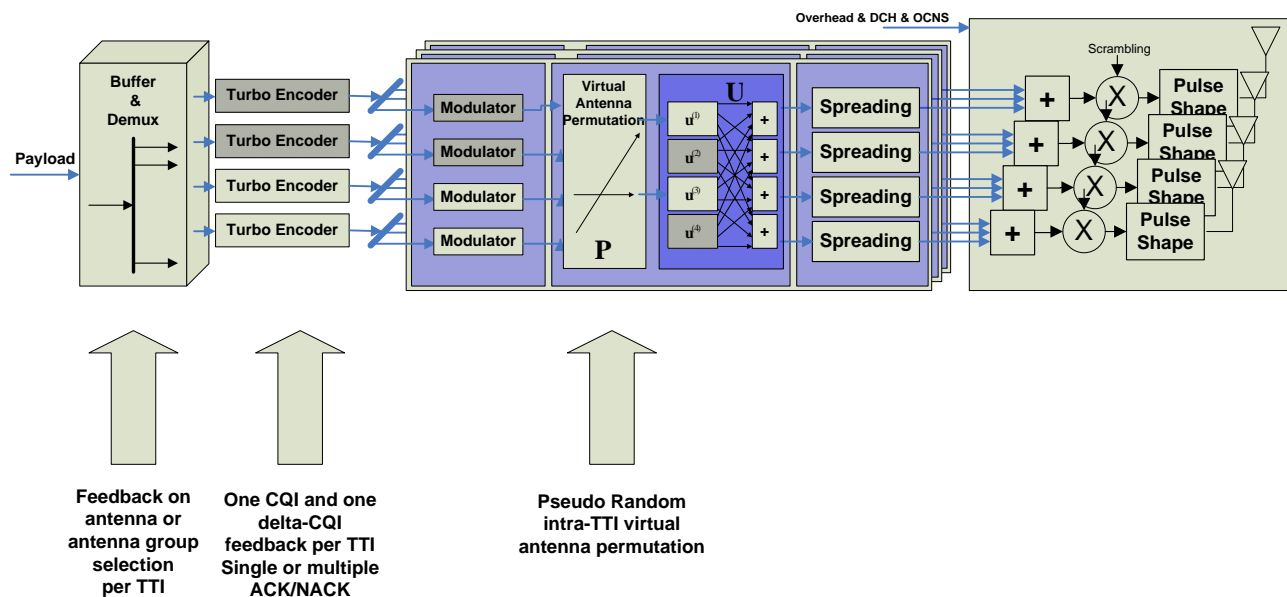 Overhead & DCH & OCNS
Payload
Buffer
&
Demux
Turbo Encoder
Turbo Encoder
Turbo Encoder
Turbo Encoder
Modulator
Modulator
Modulator
Modulator
Virtual
Antenna
Permutation
P
U
u(1)
u(2)
u(3)
u(4)
+
+
+
+
Spreading
Spreading
Spreading
Spreading
+
+
+
+
Scrambling
X
X
X
X
Pulse
Shape
Pulse
Shape
Pulse
Shape
Pulse
Shape
Feedback on
antenna or
antenna group
selection
per TTI
One CQI and one
delta-CQI
feedback per TTI
Single or multiple
ACK/NACK
Pseudo Random
intra-TTI virtual
antenna permutation